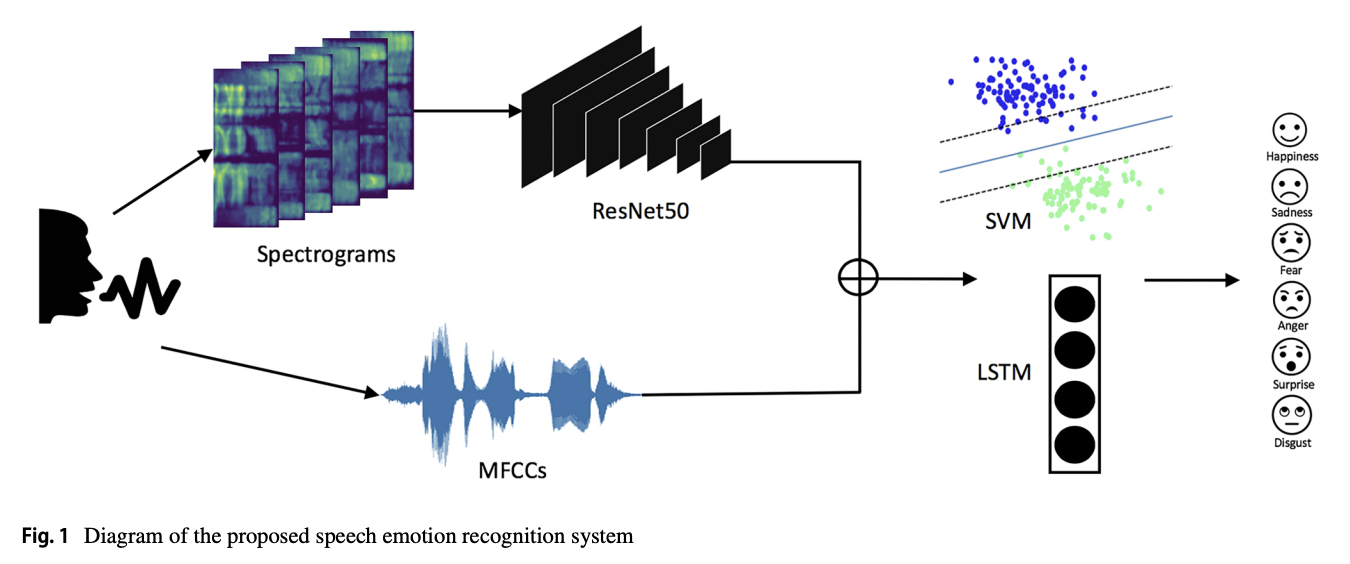 Spectrograms
ResNet50
MFCCs
SVM
LSTM
Happiness
Sadness
Fear
Anger
Surprise
Disgust
Fig. 1 Diagram of the proposed speech emotion recognition system